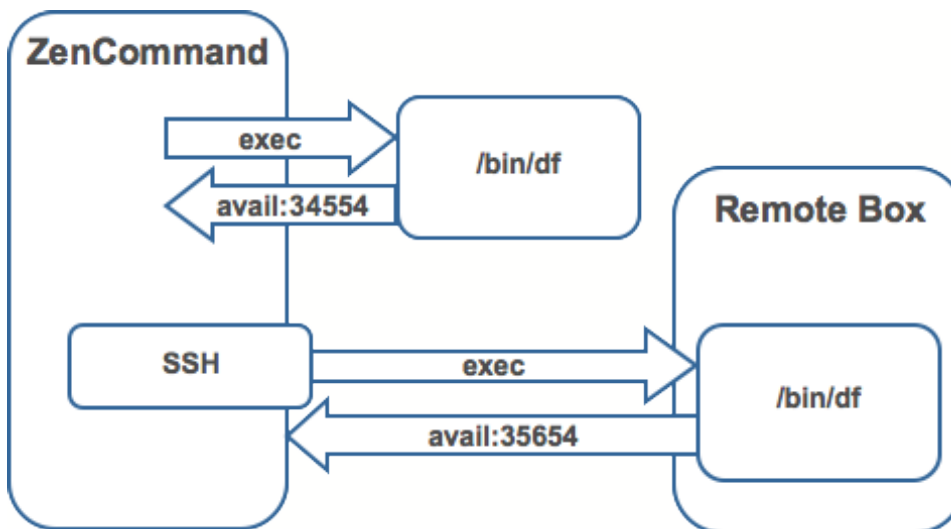 ZenCommand
exec
/bin/df
avail:34554
Remote Box
SSH
exec
/bin/df
avail:35654